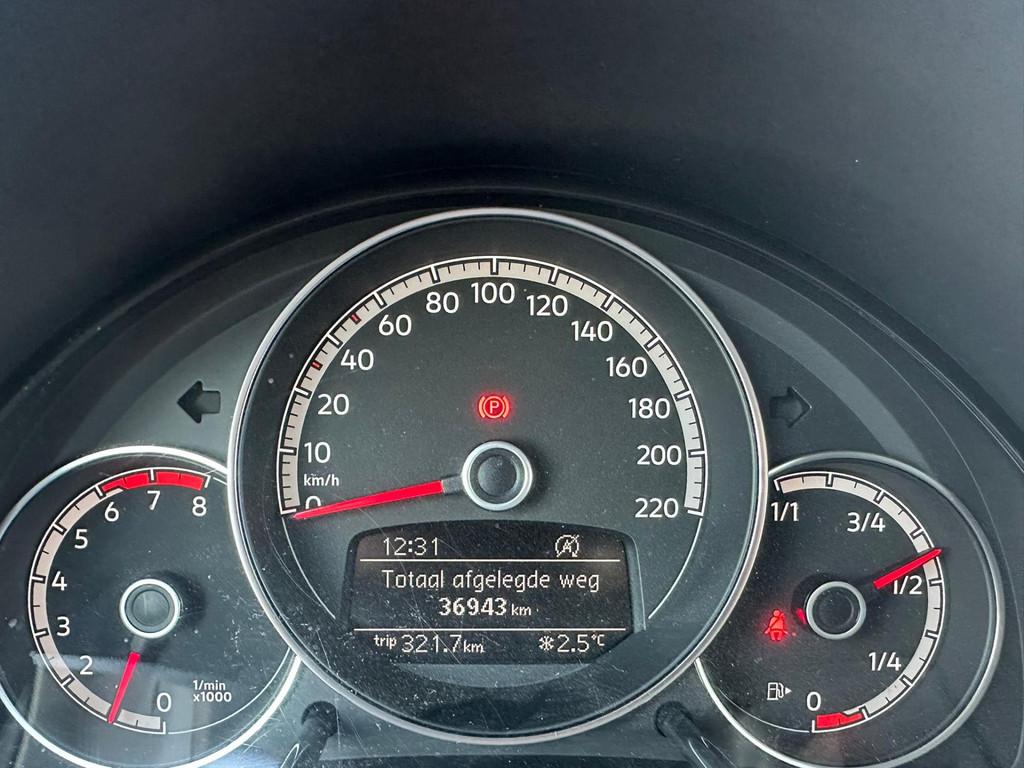 80 100 120
60 140
40 160
20 180
10 200
km/h
0 220
P
12:31 A
Totaal afgelegde weg
36943 km
trip 321.7 km 2.5°C
6 7 8
5
4
3
2
0
1/min
x1000
1/1
3/4
1/2
1/4
0